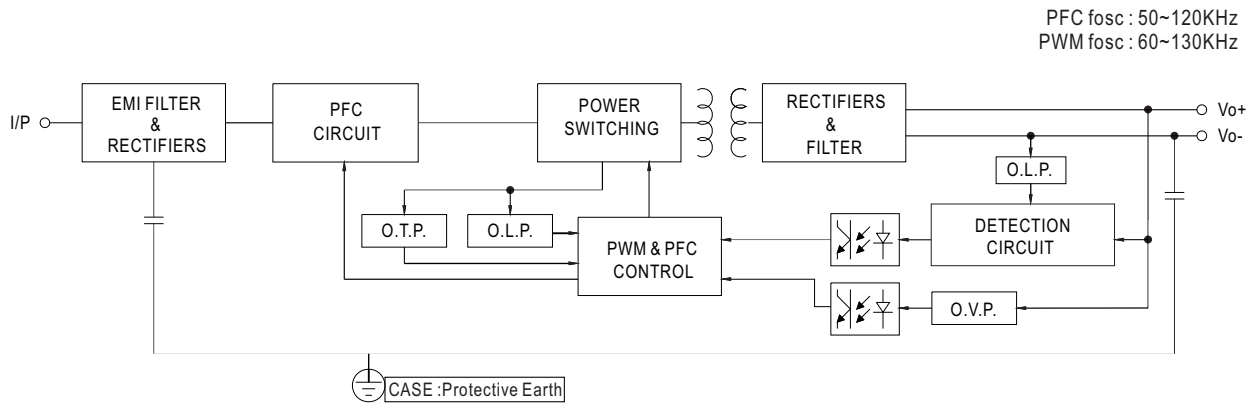 PFC fosc : 50~120KHz
PWM fosc : 60~130KHz
EMI FILTER
&
RECTIFIERS
PFC
CIRCUIT
POWER
SWITCHING
RECTIFIERS
&
FILTER
I/P
Vo+
Vo-
O.L.P.
O.T.P.
O.L.P.
PWM & PFC
CONTROL
DETECTION
CIRCUIT
O.V.P.
CASE :Protective Earth